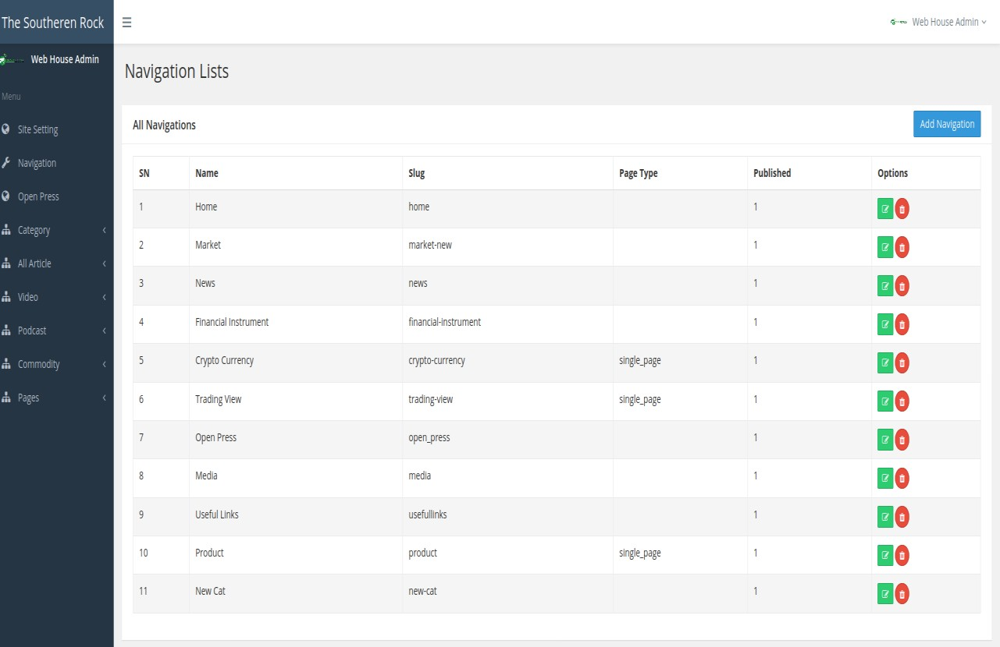 The Southeren Rock
Web House Admin
Web House Admin
Menu
Site Setting
Navigation
Open Press
Category
All Article
Video
Podcast
Commodity
Pages
Navigation Lists
All Navigations
Add Navigation
SN Name Slug Page Type Published Options
1 Home home 1
2 Market market-new 1
3 News news 1
4 Financial Instrument financial-instrument 1
5 Crypto Currency crypto-currency single_page 1
6 Trading View trading-view single_page 1
7 Open Press open_press 1
8 Media media 1
9 Useful Links usefullinks 1
10 Product product single_page 1
11 New Cat new-cat 1